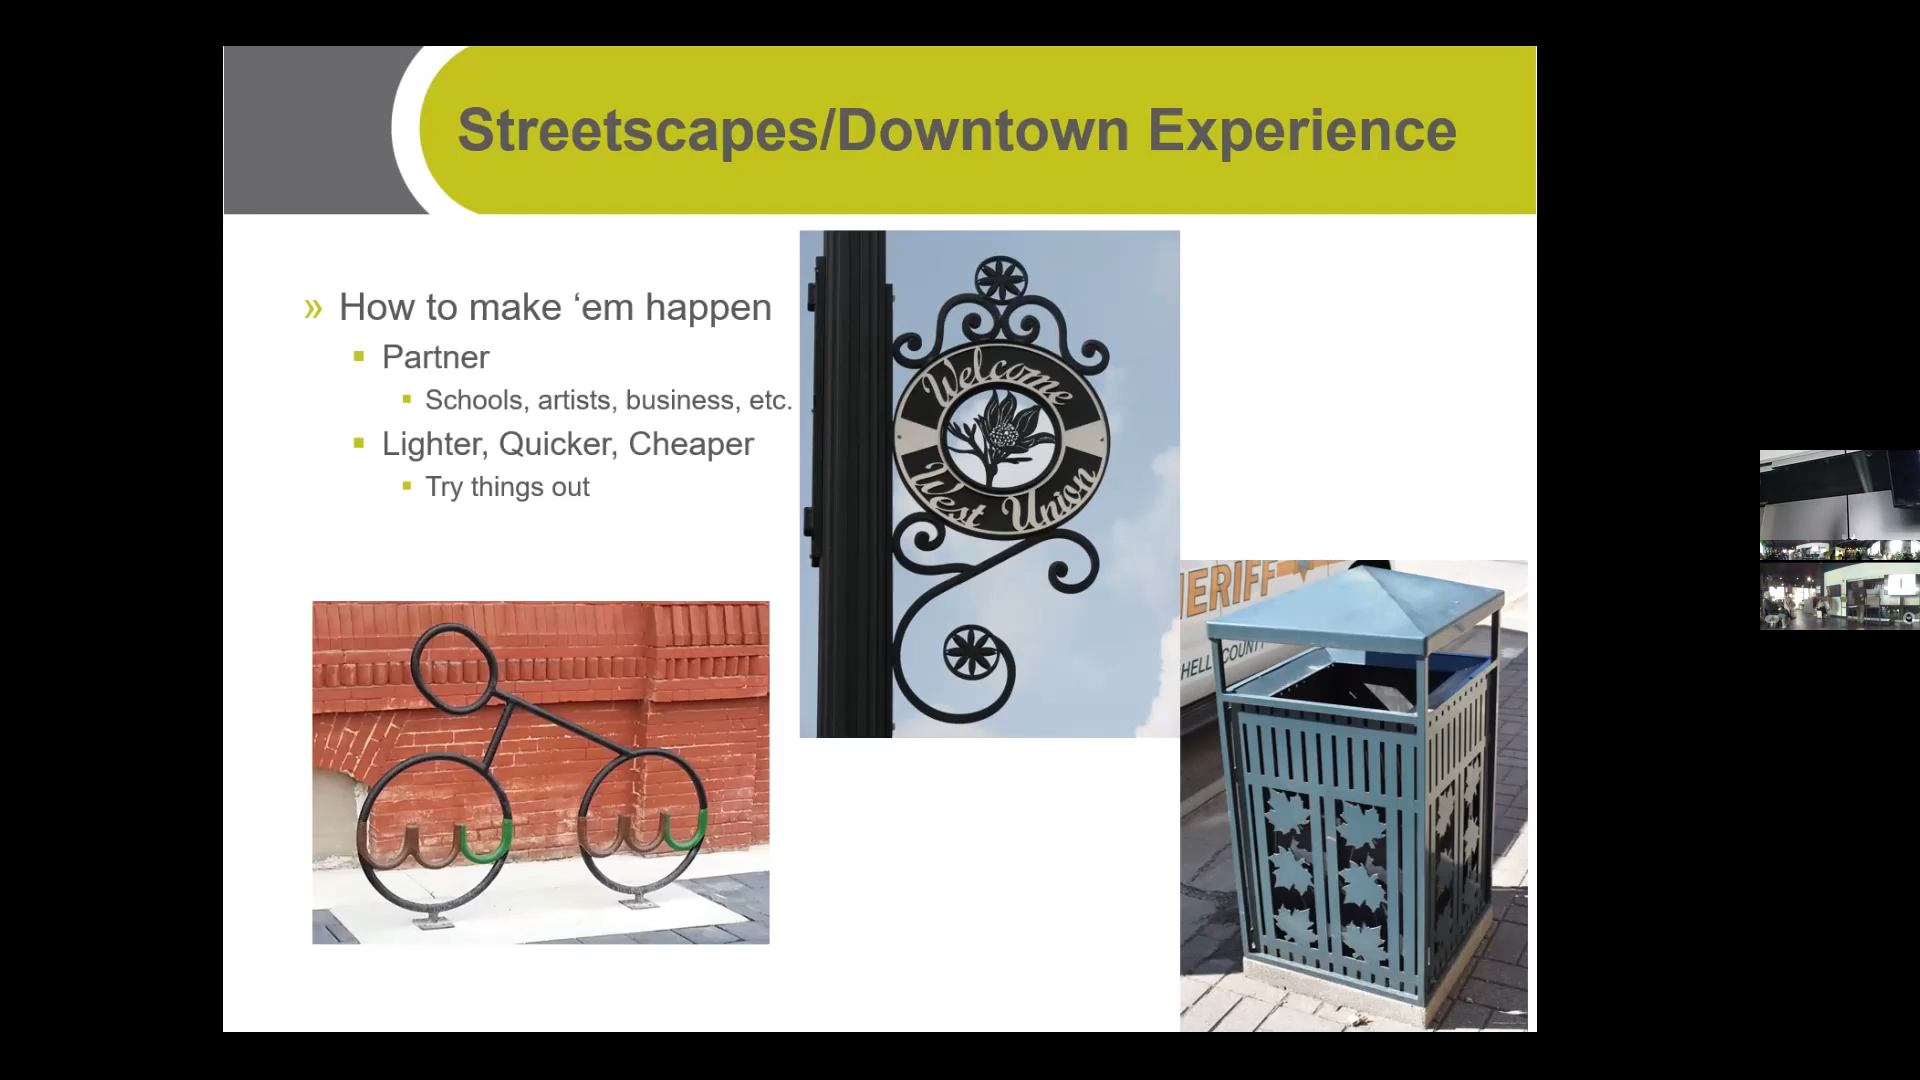 Streetscapes/Downtown Experience
» How to make ‘em happen
Partner
Schools, artists, business, etc.
Lighter, Quicker, Cheaper
Try things out
Welcome
West Union
HERIFF
HELL COUNT